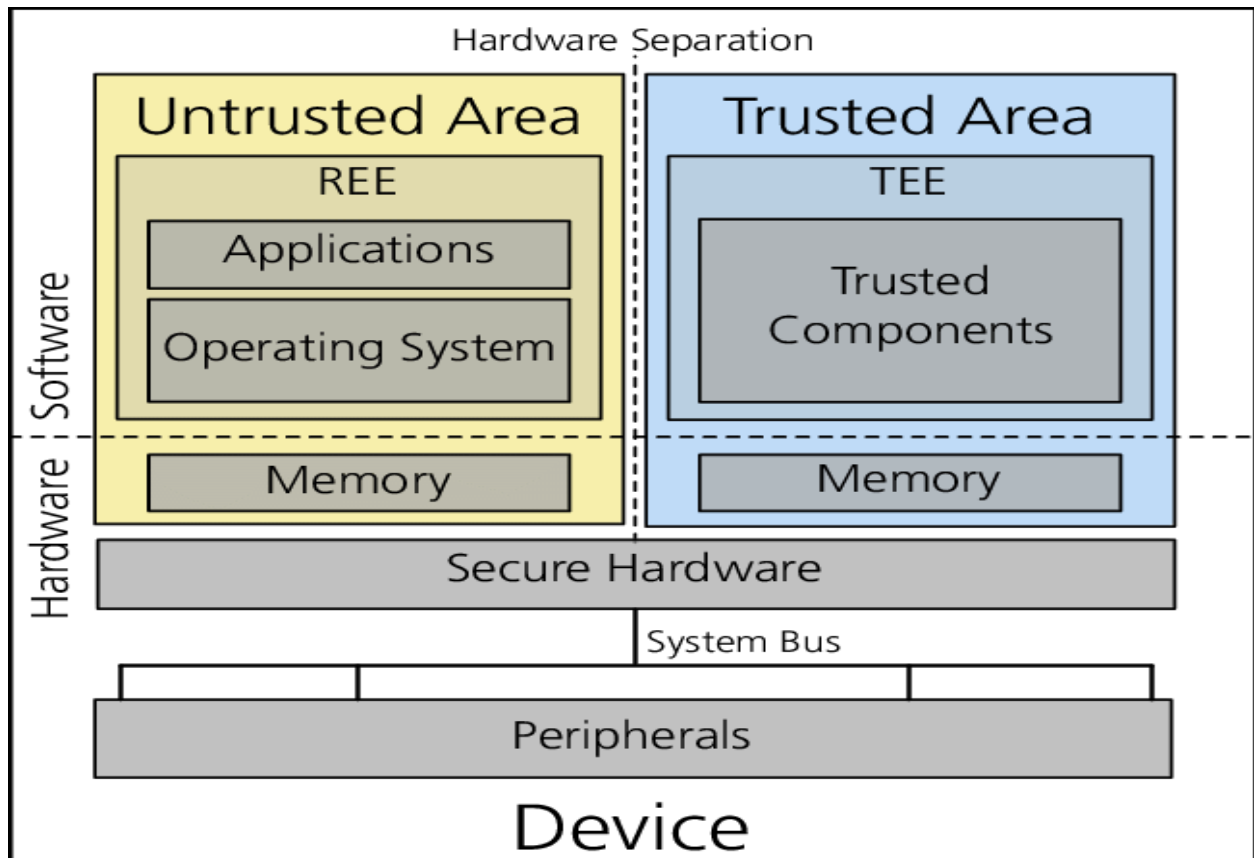 Hardware Separation
Untrusted Area
REE
Applications
Operating System
Memory
Trusted Area
TEE
Trusted
Components
Memory
Software
Hardware
Secure Hardware
System Bus
Peripherals
Device